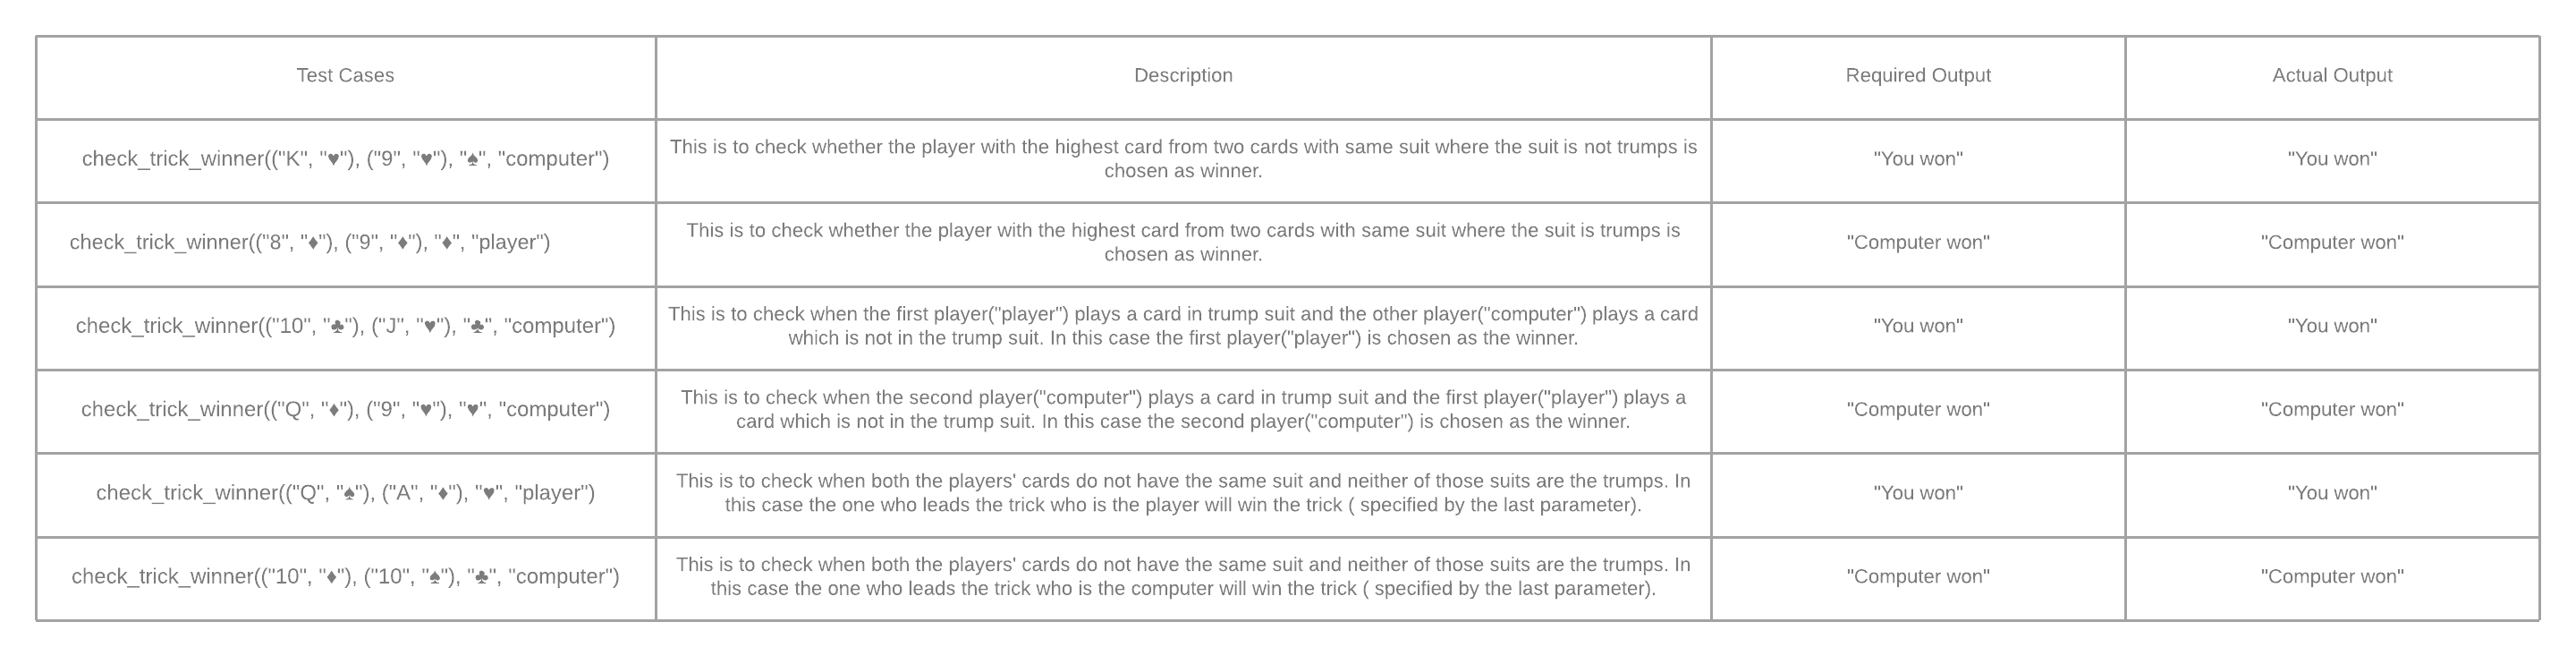 Test Cases
Description
Required Output
Actual Output
check_trick_winner(("K", "♥"), ("9", "♥"), "♠", "computer")
This is to check whether the player with the highest card from two cards with same suit where the suit is not trumps is
chosen as winner.
"You won"
"You won"
check_trick_winner(("8", "♦"), ("9", "♦"), "♦", "player")
This is to check whether the player with the highest card from two cards with same suit where the suit is trumps is
chosen as winner.
"Computer won"
"Computer won"
check_trick_winner(("10", "♣"), ("J", "♥"), "♣", "computer")
This is to check when the first player("player") plays a card in trump suit and the other player("computer") plays a card
which is not in the trump suit. In this case the first player("player") is chosen as the winner.
"You won"
"You won"
check_trick_winner(("Q", "♦"), ("9", "♥"), "♥", "computer")
This is to check when the second player("computer") plays a card in trump suit and the first player("player") plays a
card which is not in the trump suit. In this case the second player("computer") is chosen as the winner.
"Computer won"
"Computer won"
check_trick_winner(("Q", "♠"), ("A", "♦"), "♥", "player")
This is to check when both the players' cards do not have the same suit and neither of those suits are the trumps. In
this case the one who leads the trick who is the player will win the trick ( specified by the last parameter).
"You won"
"You won"
check_trick_winner(("10", "♦"), ("10", "♠"), "♣", "computer")
This is to check when both the players' cards do not have the same suit and neither of those suits are the trumps. In
this case the one who leads the trick who is the computer will win the trick ( specified by the last parameter).
"Computer won"
"Computer won"